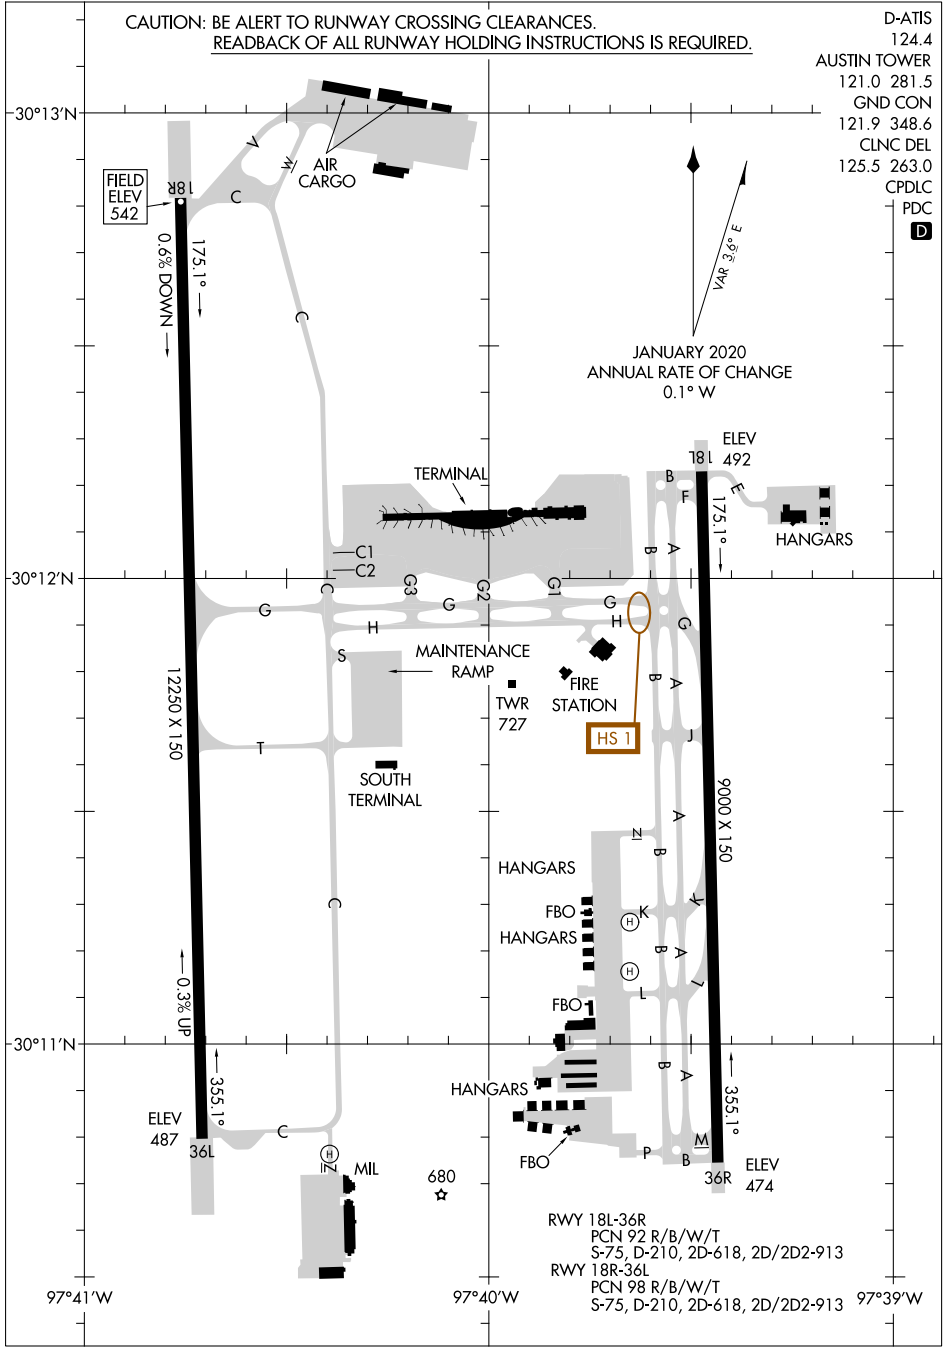 CAUTION: BE ALERT TO RUNWAY CROSSING CLEARANCES.
READBACK OF ALL RUNWAY HOLDING INSTRUCTIONS IS REQUIRED.
D-ATIS
124.4
AUSTIN TOWER
121.0 281.5
GND CON
121.9 348.6
CLNC DEL
125.5 263.0
CPDLC
PDC
D
30°13'N
V
W
AIR
CARGO
FIELD
ELEV
542
18R
C
175.1°
0.6% DOWN
VAR 3.6° E
C
JANUARY 2020
ANNUAL RATE OF CHANGE
0.1° W
ELEV
492
18L
TERMINAL
B
F
E
HANGARS
175.1°
B
A
C1
C2
30°12'N
C
G3
G2
G1
G
G
G
H
H
G
S
MAINTENANCE
RAMP
FIRE
STATION
TWR
727
B
A
HS 1
J
12250 X 150
T
SOUTH
TERMINAL
9000 X 150
A
N
B
HANGARS
C
FBO
K
K
H
HANGARS
B
A
H
L
L
0.3% UP
FBO
30°11'N
B
A
355.1°
355.1°
HANGARS
ELEV
487
36L
C
H
N
MIL
680
FBO
P
B
M
36R
ELEV
474
RWY 18L-36R
PCN 92 R/B/W/T
S-75, D-210, 2D-618, 2D/2D2-913
RWY 18R-36L
PCN 98 R/B/W/T
S-75, D-210, 2D-618, 2D/2D2-913
97°41'W
97°40'W
97°39'W